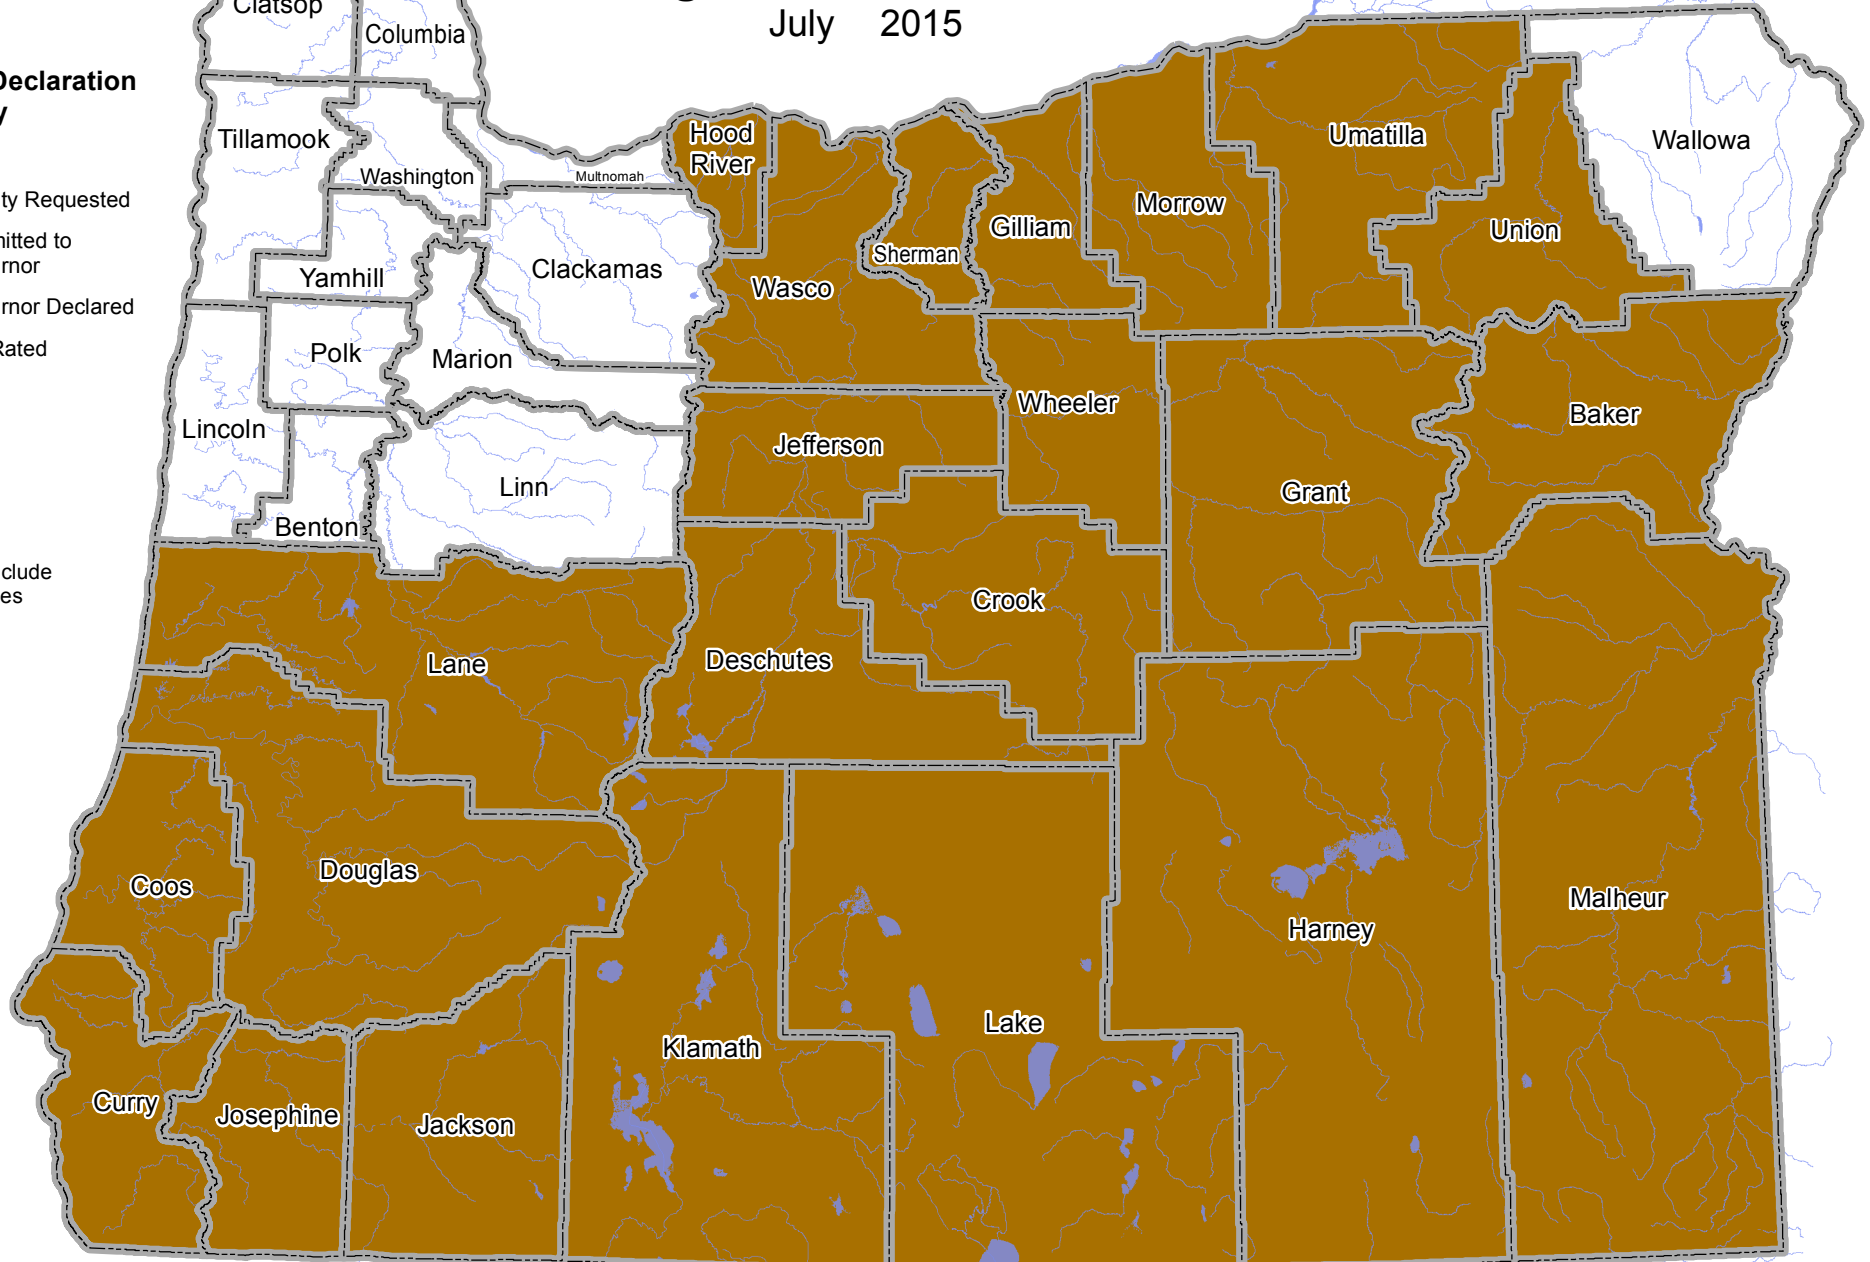 July 2015
Clatsop
Columbia
Declaration
Tillamook
Hood
River
Umatilla
Wallowa
Washington
Multnomah
ty Requested
Morrow
Gilliam
Union
mitted to
rnor
Sherman
Clackamas
Yamhill
Wasco
rnor Declared
Rated
Polk
Marion
Wheeler
Baker
Lincoln
Jefferson
Linn
Grant
Benton
clude
es
Crook
Lane
Deschutes
Douglas
Coos
Malheur
Harney
Lake
Klamath
Curry
Josephine
Jackson